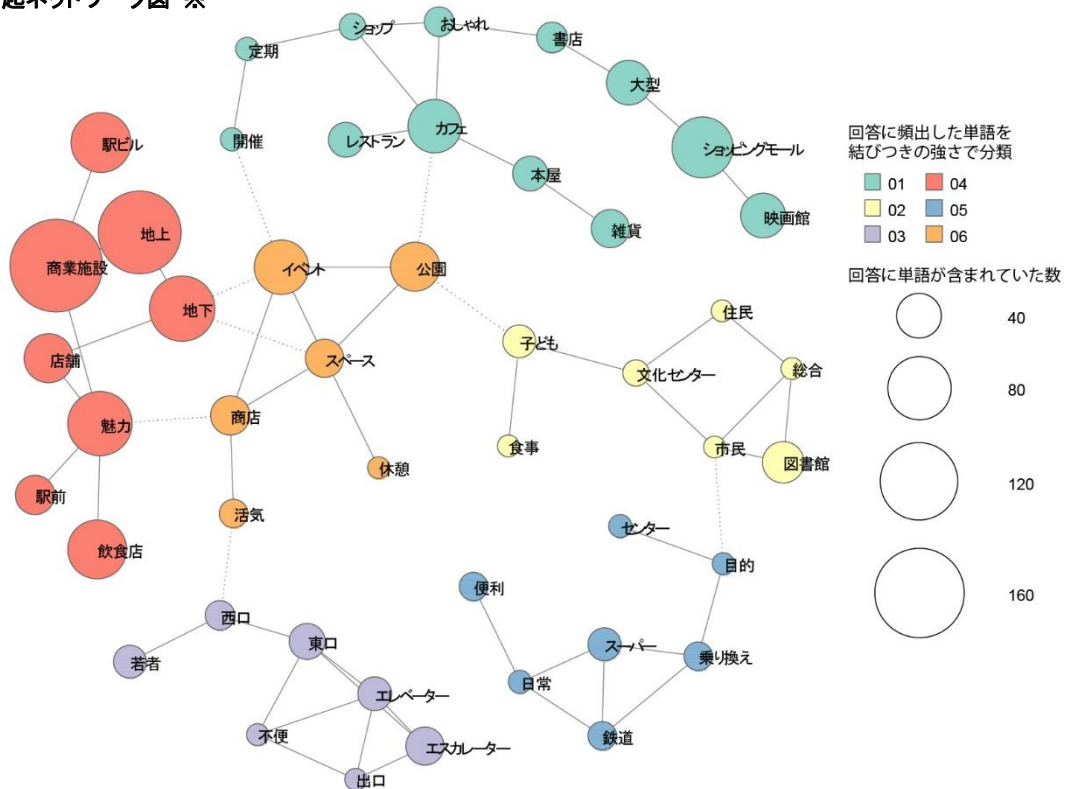 起ネットワーク図 ※
ショップ
おしゃれ
書店
定期
大型
開催
レストラン
カフェ
ショッピングモール
本屋
雑貨
映画館
駅ビル
地上
商業施設
地下
イベント
公園
店舗
スペース
魅力
商店
休憩
駅前
活気
飲食店
子ども
住民
文化センター
総合
食事
市民
図書館
センター
目的
便利
西口
東口
若者
スーパー
乗り換え
日常
エレベーター
不便
鉄道
エスカレーター
出口
回答に頻出した単語を
結びつきの強さで分類
01 04
02 05
03 06
回答に単語が含まれていた数
40
80
120
160